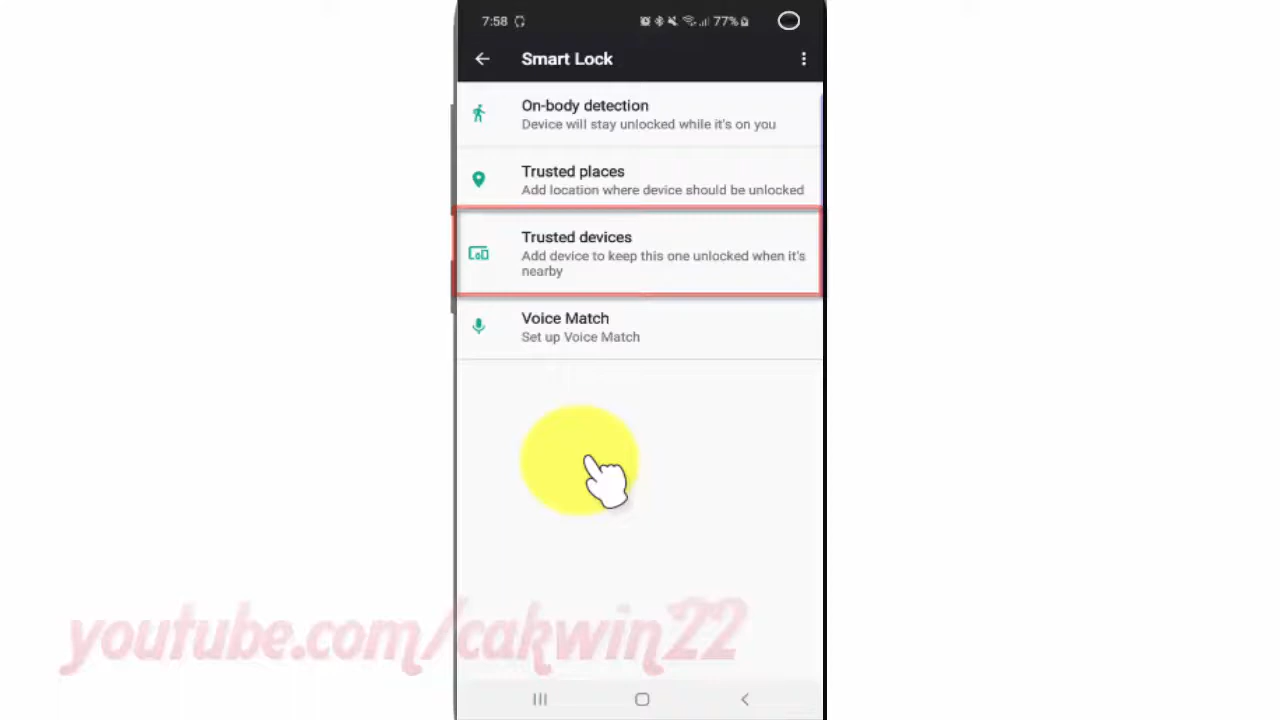 7:58 77%
Smart Lock
On-body detection
Device will stay unlocked while it's on you
Trusted places
Add location where device should be unlocked
Trusted devices
Add device to keep this one unlocked when it's
nearby
Voice Match
Set up Voice Match
youtube.com/cakwin22